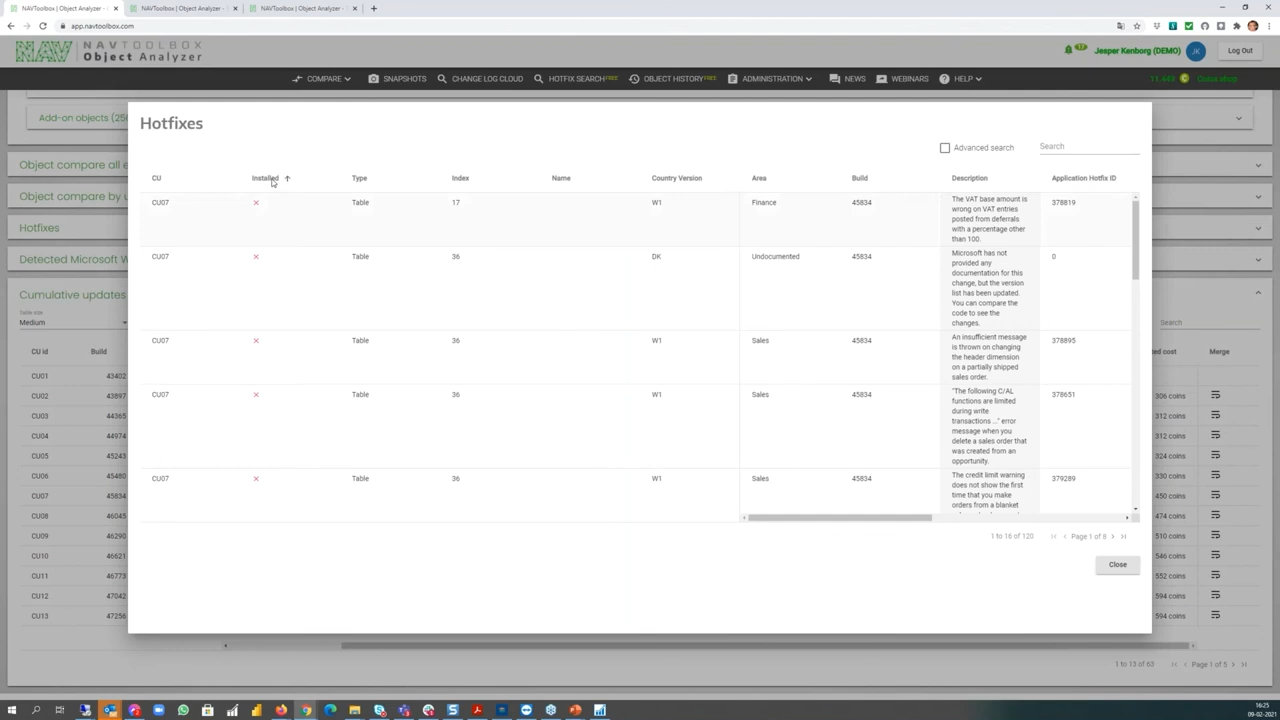 NAVToolbox | Object Analyzer -
NAVToolbox | Object Analyzer -
NAVToolbox | Object Analyzer -
app.navtoolbox.com
NAV NAVTOOLBOX
Object Analyzer
17 Jesper Kenborg (DEMO) JK Log Out
COMPARE SNAPSHOTS CHANGE LOG CLOUD HOTFIX SEARCH FREE OBJECT HISTORY FREE ADMINISTRATION NEWS WEBINARS HELP
Add-on objects (25
Object compare all e
Object compare by u
Hotfixes
Detected Microsoft W
Cumulative updates
Table size
Medium
Search
CU id Build ed cost Merge
CU01 43402
CU02 43897 306 coins
CU03 44365 312 coins
CU04 44974 312 coins
CU05 45243 324 coins
CU06 45480 330 coins
CU07 45834 450 coins
CU08 46045 474 coins
CU09 46290 510 coins
CU10 46621 546 coins
CU11 46773 552 coins
CU12 47042 594 coins
CU13 47256 594 coins
1 to 13 of 63 Page 1 of 5
Hotfixes
Advanced search Search
CU Installed Type Index Name Country Version Area Build Description Application Hotfix ID
CU07 Table 17 W1 Finance 45834 The VAT base amount is 378819
wrong on VAT entries
posted from deferrals
with a percentage other
than 100.
CU07 Table 36 DK Undocumented 45834 Microsoft has not 0
provided any
documentation for this
change, but the version
list has been updated.
You can compare the
code to see the
changes.
CU07 Table 36 W1 Sales 45834 An insufficient message 378895
is thrown on changing
the header dimension
on a partially shipped
sales order.
CU07 Table 36 W1 Sales 45834 "The following C/AL 378651
functions are limited
during write
transactions ..." error
message when you
delete a sales order that
was created from an
opportunity.
CU07 Table 36 W1 Sales 45834 The credit limit warning 379289
does not show the first
time that you make
orders from a blanket
1 to 16 of 120 Page 1 of 8
Close
16:25
09-02-2021